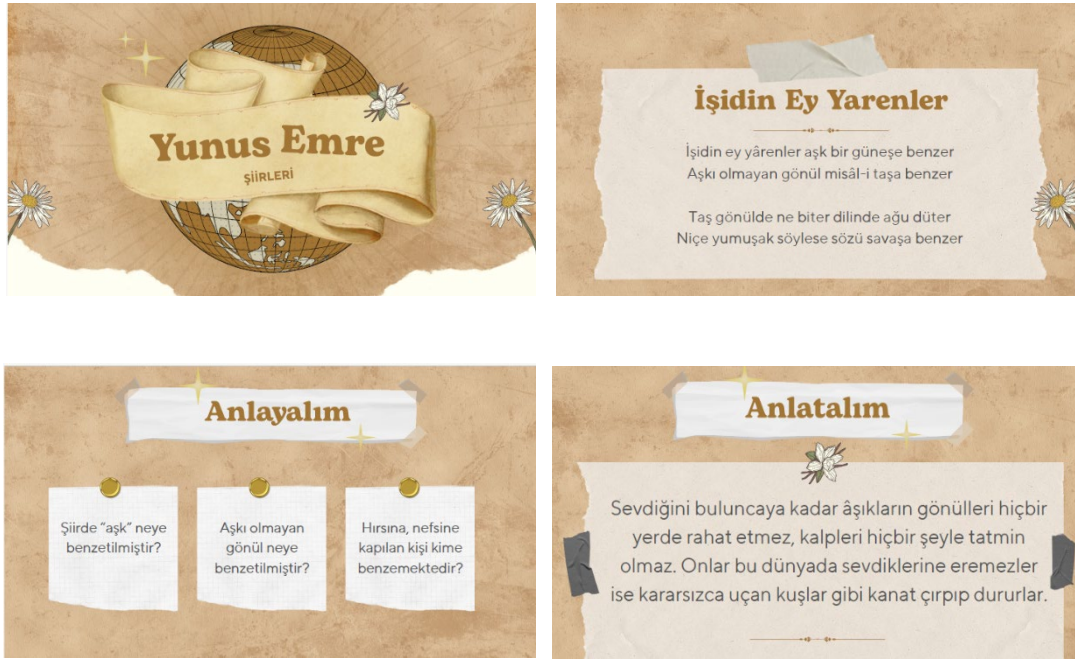 Yunus Emre
ŞİİRLERİ
İşidin Ey Yarenler
İşidin ey yârenler aşk bir güneşe benzer
Aşkı olmayan gönül misâl-i taşa benzer
Taş gönülde ne biter dilinde ağu düter
Niçe yumuşak söylese sözü savaşa benzer
Anlayalım
Şiirde “aşk” neye
benzetilmiştir?
Aşkı olmayan
gönül neye
benzetilmiştir?
Hırsına, nefsine
kapılan kişi kime
benzemektedir?
Anlatalım
Sevdiğini buluncaya kadar âşıkların gönülleri hiçbir
yerde rahat etmez, kalpleri hiçbir şeyle tatmin
olmaz. Onlar bu dünyada sevdiklerine eremezler
ise kararsızca uçan kuşlar gibi kanat çırpıp dururlar.